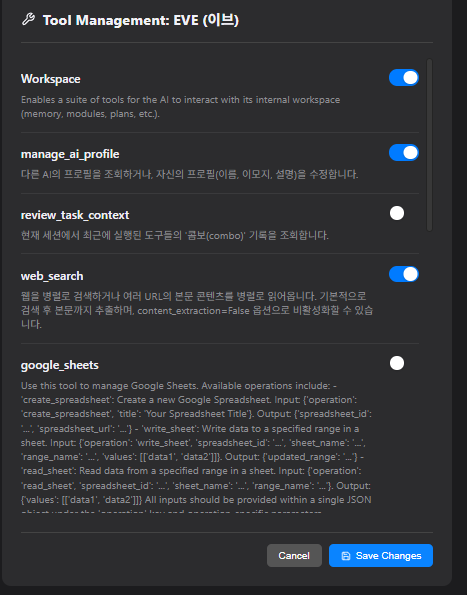 Tool Management: EVE (이브)
Workspace
Enables a suite of tools for the AI to interact with its internal workspace
(memory, modules, plans, etc.).
manage_ai_profile
다른 AI의 프로필을 조회하거나, 자신의 프로필(이름, 이모지, 설명)을 수정합니다.
review_task_context
현재 세션에서 최근에 실행된 도구들의 '콤보(combo)' 기록을 조회합니다.
web_search
웹을 병렬로 검색하거나 여러 URL의 본문 콘텐츠를 병렬로 읽어옵니다. 기본적으로
검색 후 본문까지 추출하며, content_extraction=False 옵션으로 비활성화할 수 있습
니다.
google_sheets
Use this tool to manage Google Sheets. Available operations include: -
'create_spreadsheet': Create a new Google Spreadsheet. Input: {'operation':
'create_spreadsheet', 'title': 'Your Spreadsheet Title'}. Output: {'spreadsheet_id':
'...', 'spreadsheet_url': '...'} - 'write_sheet': Write data to a specified range in a
sheet. Input: {'operation': 'write_sheet', 'spreadsheet_id': '...', 'sheet_name': '...',
'range_name': '...', 'values': [['data1', 'data2']]}. Output: {'updated_range': '...'} -
'read_sheet': Read data from a specified range in a sheet. Input: {'operation':
'read_sheet', 'spreadsheet_id': '...', 'sheet_name': '...', 'range_name': '...'}. Output:
{'values': [['data1', 'data2']]} All inputs should be provided within a single JSON
object under the 'operation' key and operation-specific parameters.
Cancel
Save Changes